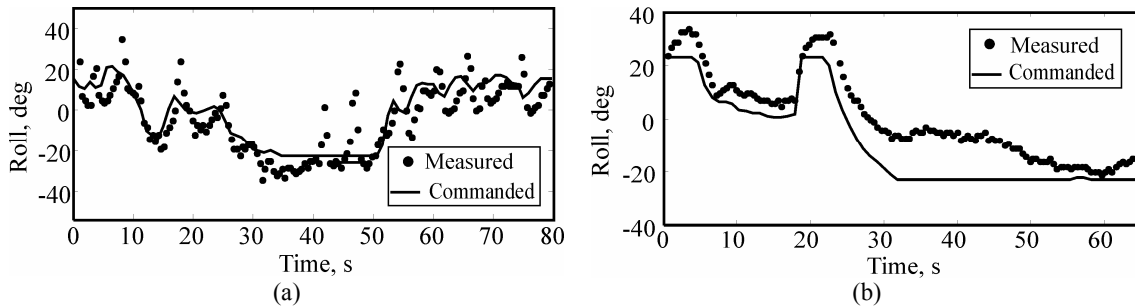 40
20
0
-20
-40
Roll, deg
Measured
Commanded
0 10 20 30 40 50 60 70 80
Time, s
(a)
40
20
0
-20
-40
Roll, deg
Measured
Commanded
0 10 20 30 40 50 60
Time, s
(b)